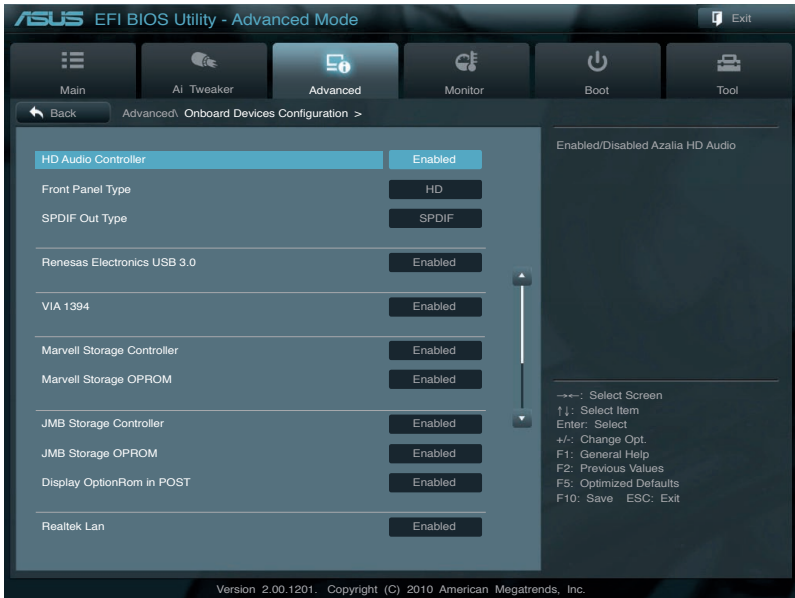 ASUS EFI BIOS Utility - Advanced Mode
Exit
Main
Ai Tweaker
Advanced
Monitor
Boot
Tool
Back
Advanced\ Onboard Devices Configuration >
HD Audio Controller Enabled
Front Panel Type HD
SPDIF Out Type SPDIF
Renesas Electronics USB 3.0 Enabled
VIA 1394 Enabled
Marvell Storage Controller Enabled
Marvell Storage OPROM Enabled
JMB Storage Controller Enabled
JMB Storage OPROM Enabled
Display OptionRom in POST Enabled
Realtek Lan Enabled
Enabled/Disabled Azalia HD Audio
→←: Select Screen
↑↓: Select Item
Enter: Select
+/-: Change Opt.
F1: General Help
F2: Previous Values
F5: Optimized Defaults
F10: Save ESC: Exit
Version 2.00.1201. Copyright (C) 2010 American Megatrends, Inc.